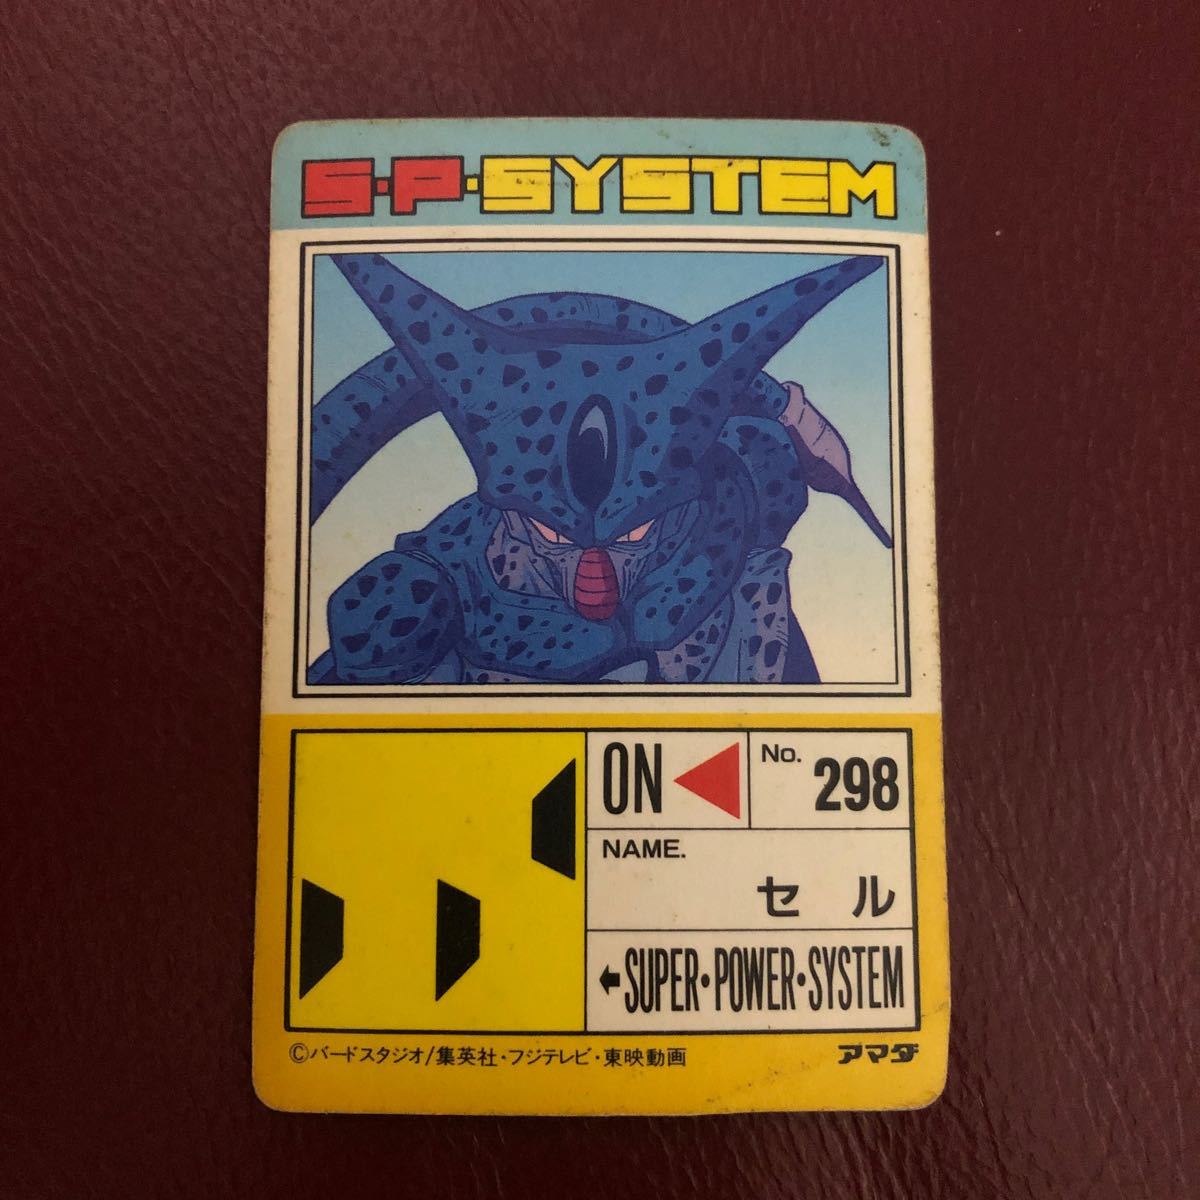 S·P·SYSTEM
ON
No. 298
NAME.
セル
SUPER·POWER·SYSTEM
©バードスタジオ/集英社・フジテレビ・東映動画
アマダ